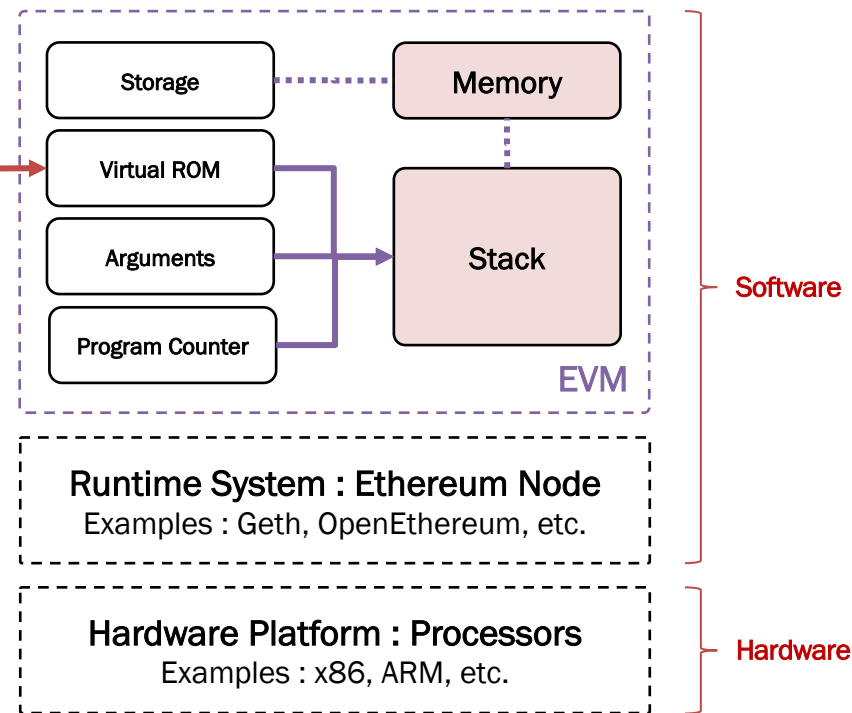 Storage
Memory
Virtual ROM
Arguments
Stack
Program Counter
EVM
Software
Runtime System : Ethereum Node
Examples : Geth, OpenEthereum, etc.
Hardware Platform : Processors
Examples : x86, ARM, etc.
Hardware